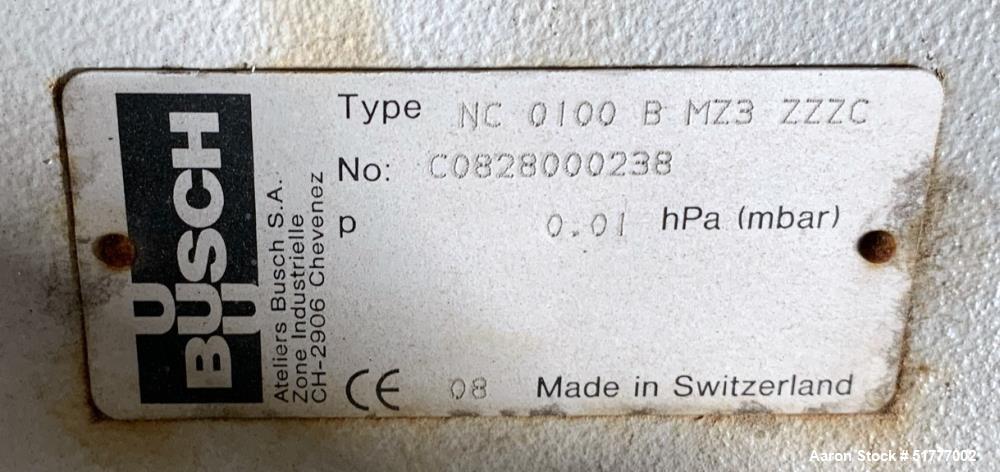 BUSCH
Ateliers Busch S.A.
Zone Industrielle
CH-2906 Chevenez
Type NC 0100 B MZ3 ZZZC
No: C0828000238
p 0.01 hPa (mbar)
CE 08 Made in Switzerland
Aaron Stock # 51777002